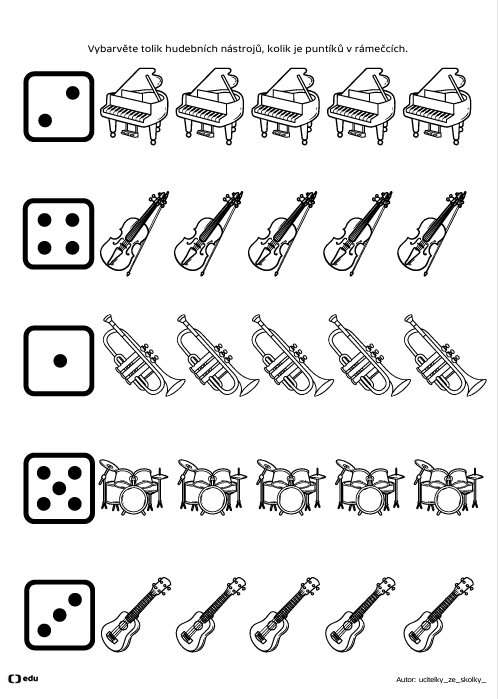 Vybarvěte tolik hudebních nástrojů, kolik je puntíků v rámečcích.
edu
Autor: ucitelky_ze_skolky_